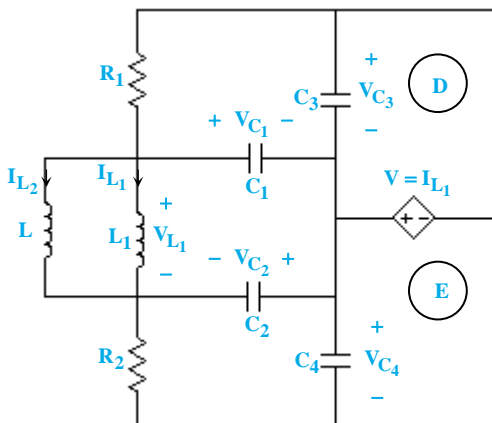 R1
C3
+
VC3
−
D
+ VC1 −
C1
IL2
IL1
V = IL1
+ −
L
L1
+
VL1
−
− VC2 +
C2
E
R2
C4
+
VC4
−